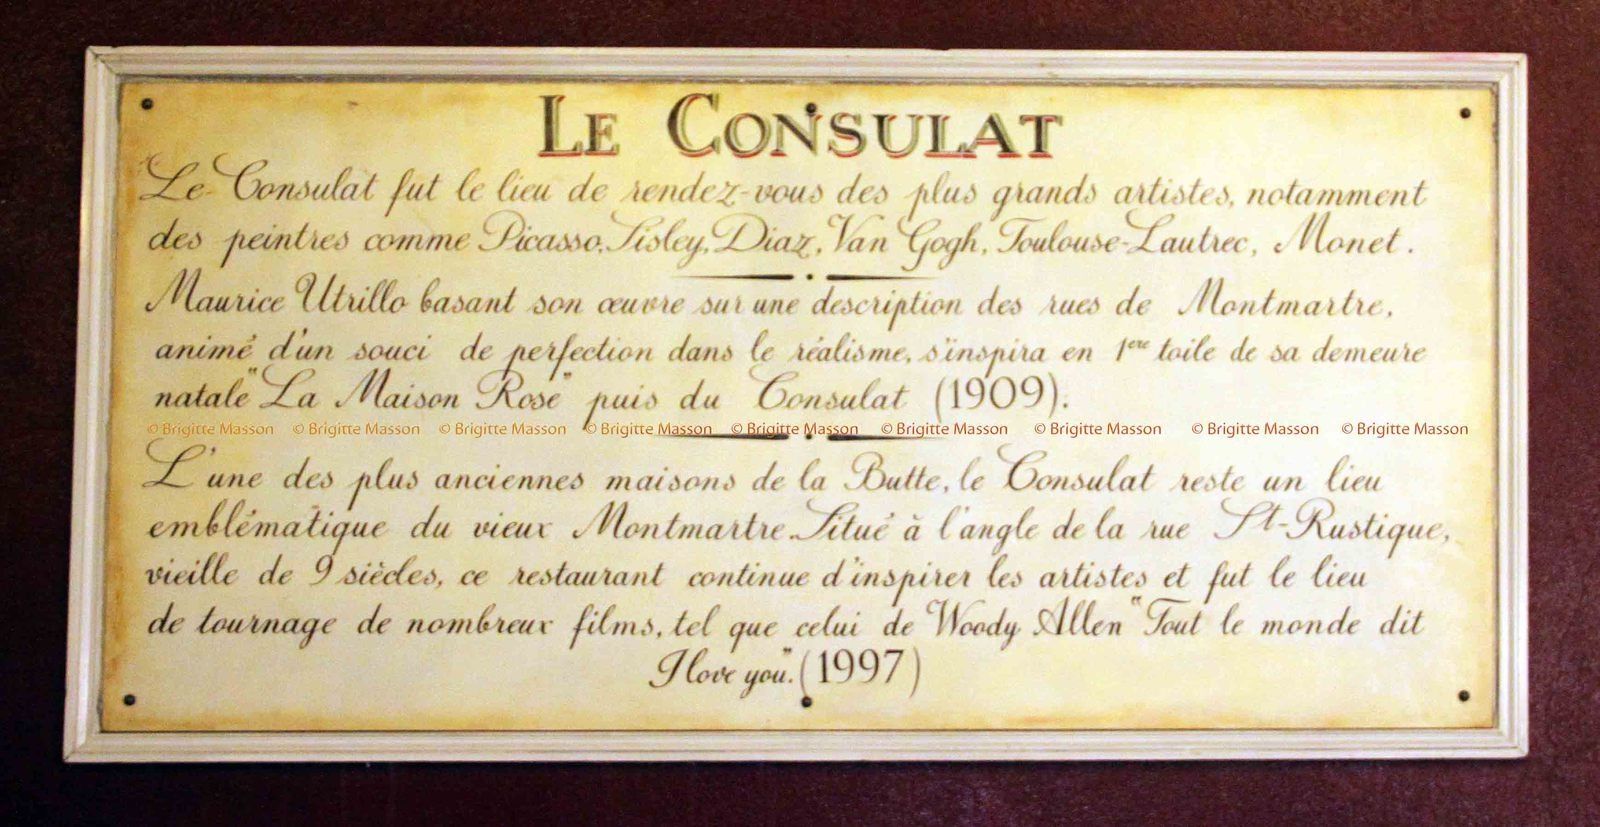 LE CONSULAT
Le Consulat fut le lieu de rendez-vous des plus grands artistes, notamment
des peintres comme Picasso, Sisley, Diaz, Van Gogh, Toulouse-Lautrec, Monet.
Maurice Utrillo basant son œuvre sur une description des rues de Montmartre,
animé d'un souci de perfection dans le réalisme, s'inspira en 1ere toile de sa demeure
natale "La Maison Rose" puis du Consulat (1909).
© Brigitte Masson © Brigitte Masson © Brigitte Masson © Brigitte Masson © Brigitte Masson © Brigitte Masson © Brigitte Masson © Brigitte Masson © Brigitte Masson
L'une des plus anciennes maisons de la Butte, le Consulat reste un lieu
emblématique du vieux Montmartre. Situé à l'angle de la rue St-Rustique,
vieille de 9 siècles, ce restaurant continue d'inspirer les artistes et fut le lieu
de tournage de nombreux films, tel que celui de Woody Allen "Tout le monde dit
I love you". (1997)